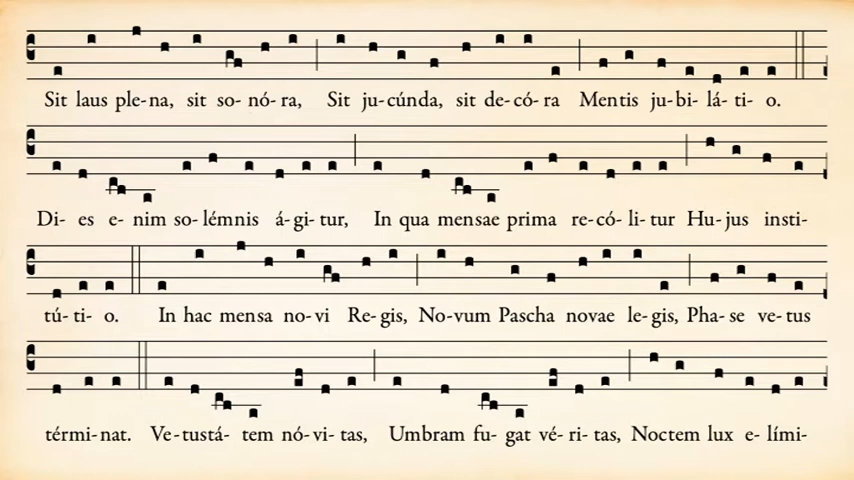 Sit laus ple-na, sit so-nó-ra, Sit ju-cún-da, sit de-có-ra Mentis ju-bi-lá-ti-o.
Di-es e-nim so-lémnis á-gi-tur, In qua mensae prima re-có-li-tur Hu-jus insti-
tú-ti-o. In hac mensa no-vi Re-gis, No-vum Pascha novae le-gis, Pha-se ve-tus
térmi-nat. Ve-tustá-tem nó-vi-tas, Umbram fu-gat vé-ri-tas, Noctem lux e-lími-